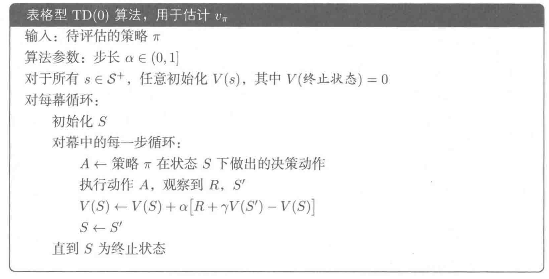 表格型 TD(0) 算法，用于估计 $v_\pi$
输入：待评估的策略 $\pi$
算法参数：步长 $\alpha \in (0, 1]$
对于所有 $s \in \mathcal{S}^+$，任意初始化 $V(s)$，其中 $V(终止状态) = 0$
对每幕循环：
初始化 $S$
对幕中的每一步循环：
$A \leftarrow$ 策略 $\pi$ 在状态 $S$ 下做出的决策动作
执行动作 $A$，观察到 $R$，$S'$
$V(S) \leftarrow V(S) + \alpha[R + \gamma V(S') - V(S)]$
$S \leftarrow S'$
直到 $S$ 为终止状态